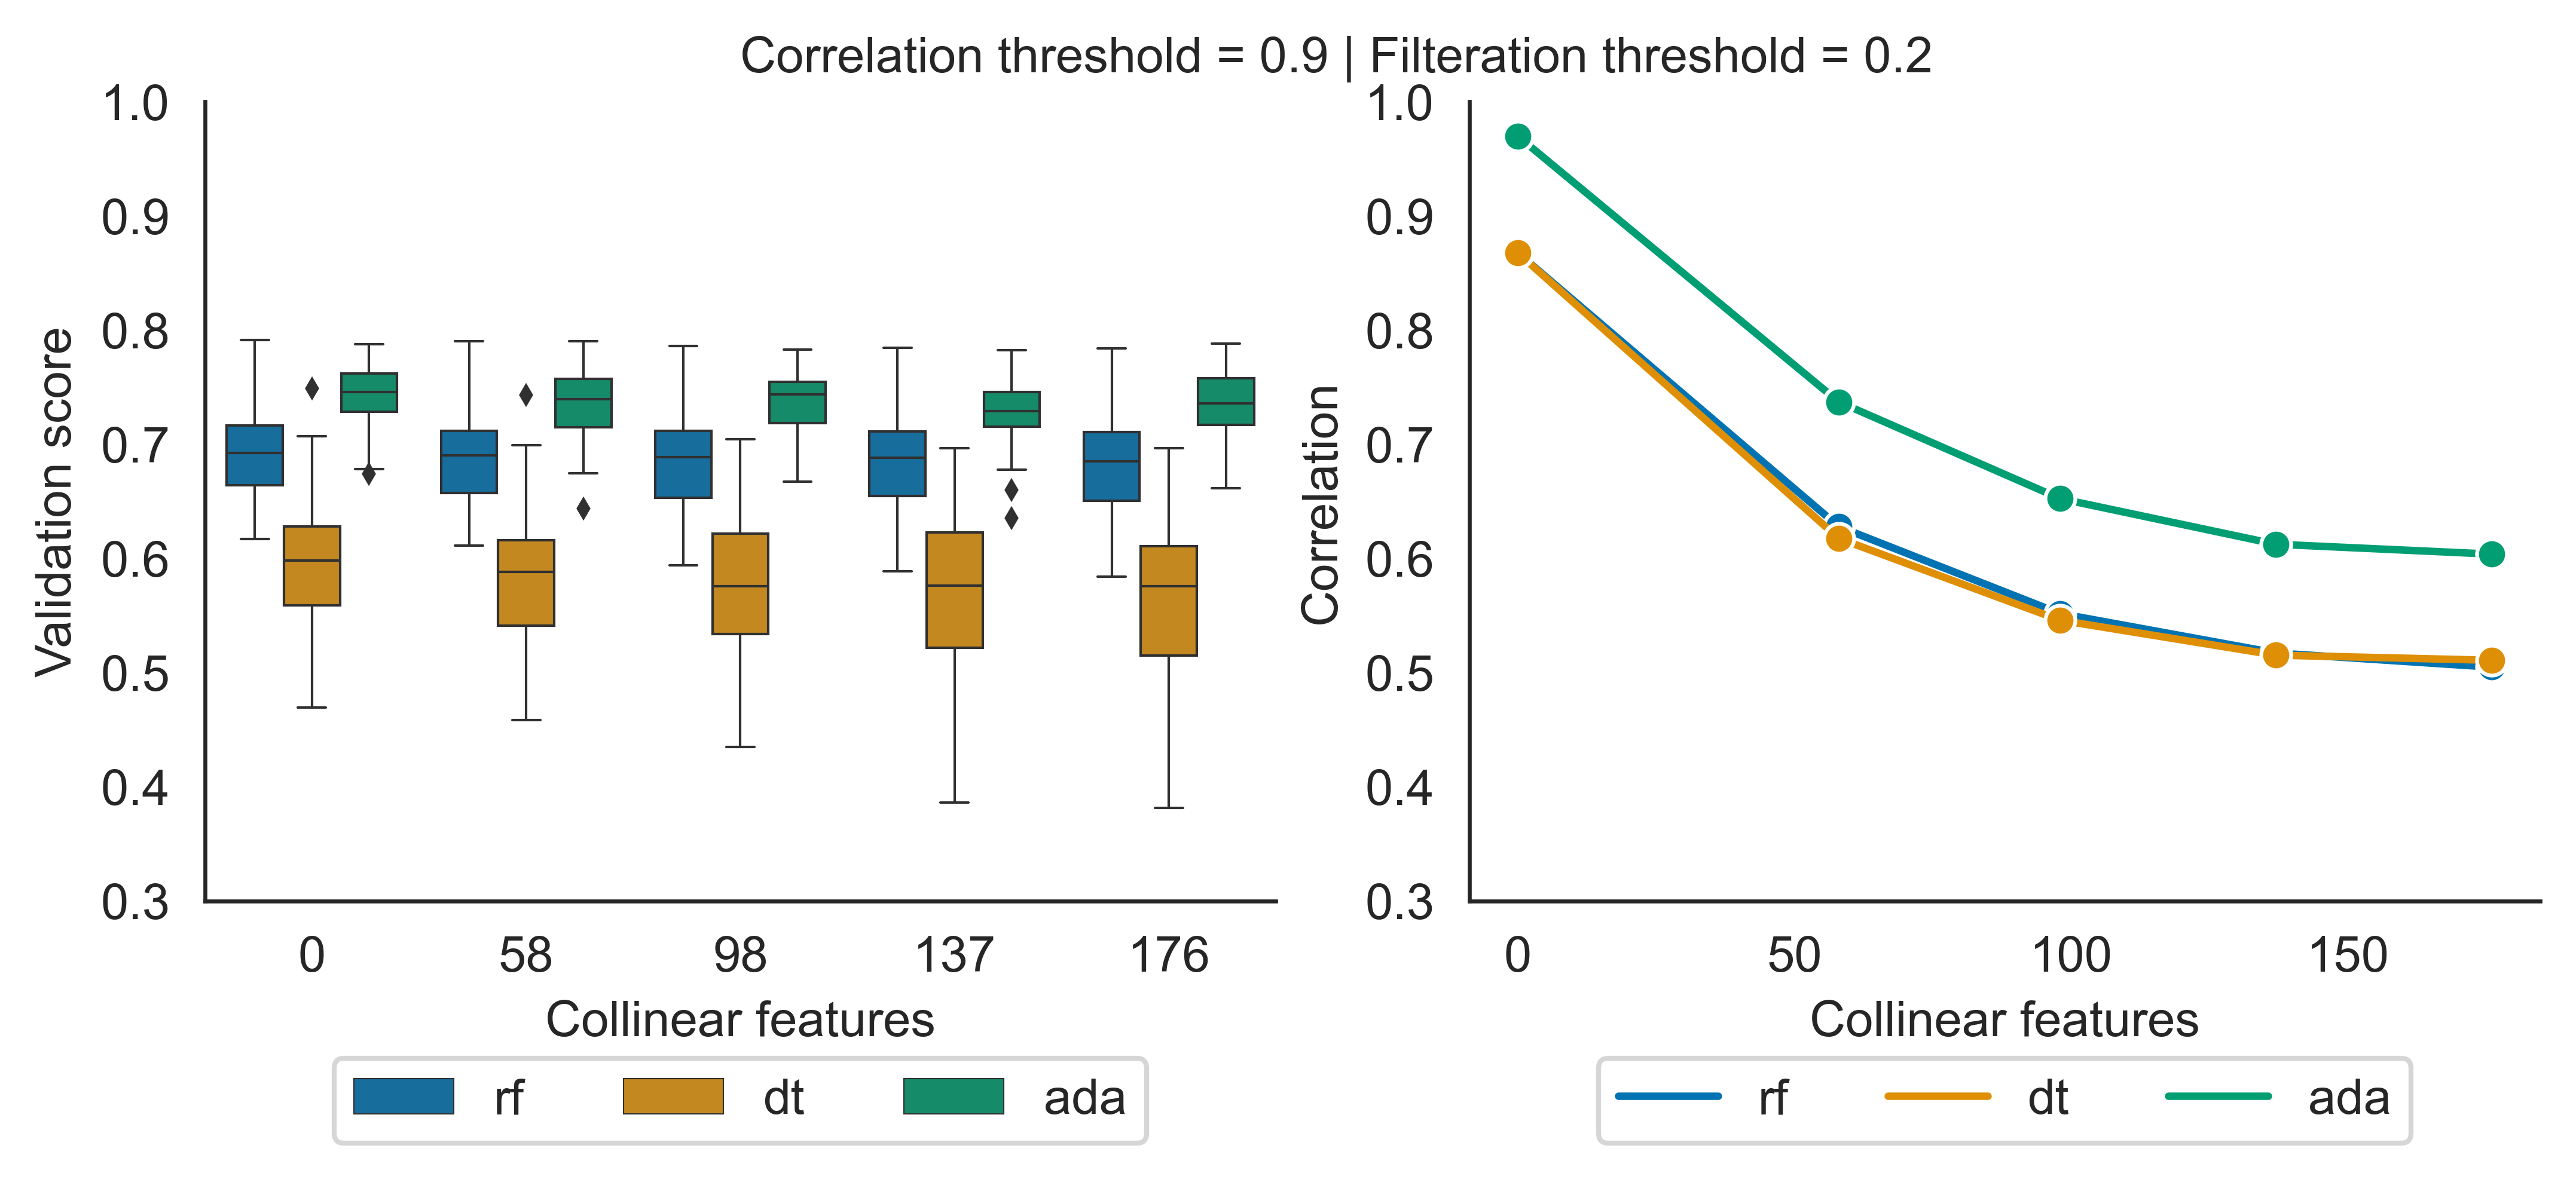 Correlation threshold = 0.9 | Filteration threshold = 0.2
Validation score
1.0
0.9
0.8
0.7
0.6
0.5
0.4
0.3
0 58 98 137 176
Collinear features
rf dt ada
Correlation
1.0
0.9
0.8
0.7
0.6
0.5
0.4
0.3
0 50 100 150
Collinear features
rf dt ada